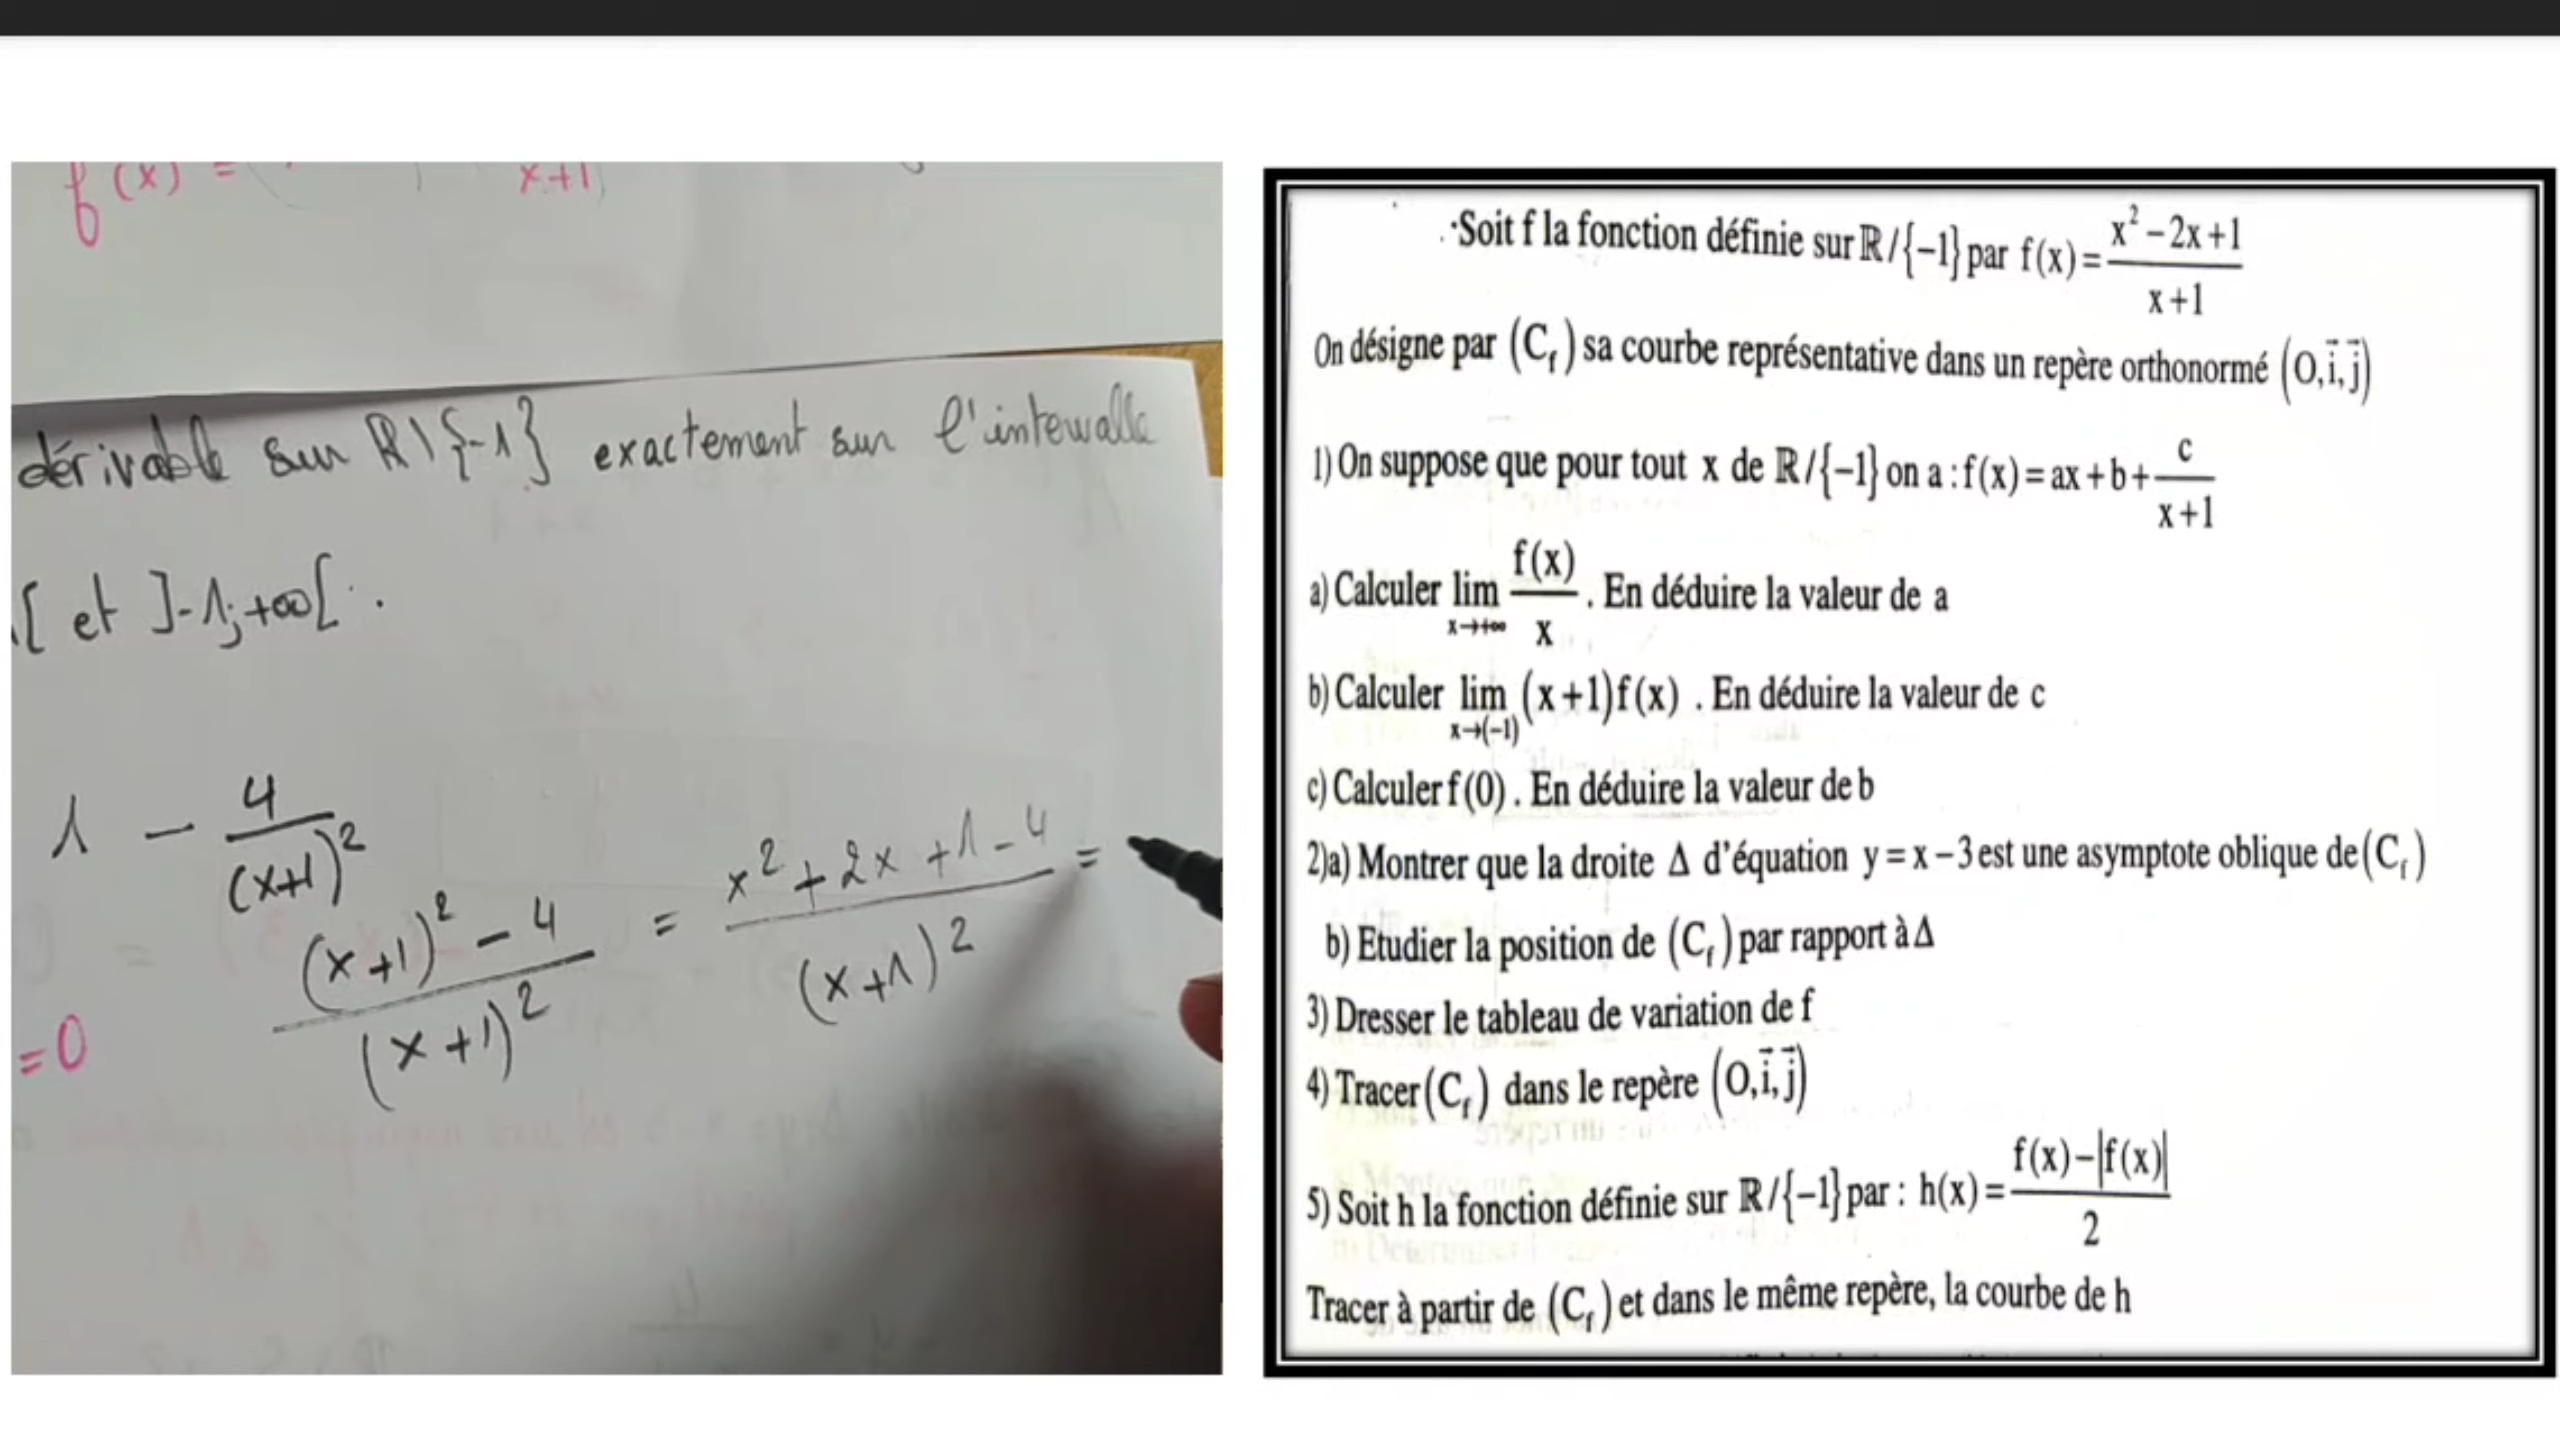 f(x) =
x+1
dérivable sur ℝ\{-1} exactement sur l'intervalle
[ et ]-1;+∞[.
1 - 4/(x+1)²
((x+1)² - 4)/(x+1)² = (x² + 2x + 1 - 4)/(x+1)² =
=0
Soit f la fonction définie sur ℝ/{−1} par f(x)=(x²−2x+1)/(x+1)
On désigne par (C_f) sa courbe représentative dans un repère orthonormé (O,i⃗,j⃗)
1) On suppose que pour tout x de ℝ/{−1} on a : f(x)=ax+b+c/(x+1)
a) Calculer lim x→+∞ f(x)/x . En déduire la valeur de a
b) Calculer lim x→(−1) (x+1)f(x) . En déduire la valeur de c
c) Calculer f(0) . En déduire la valeur de b
2)a) Montrer que la droite Δ d'équation y=x−3 est une asymptote oblique de (C_f)
b) Etudier la position de (C_f) par rapport à Δ
3) Dresser le tableau de variation de f
4) Tracer (C_f) dans le repère (O,i⃗,j⃗)
5) Soit h la fonction définie sur ℝ/{−1} par : h(x)=(f(x)−|f(x)|)/2
Tracer à partir de (C_f) et dans le même repère, la courbe de h